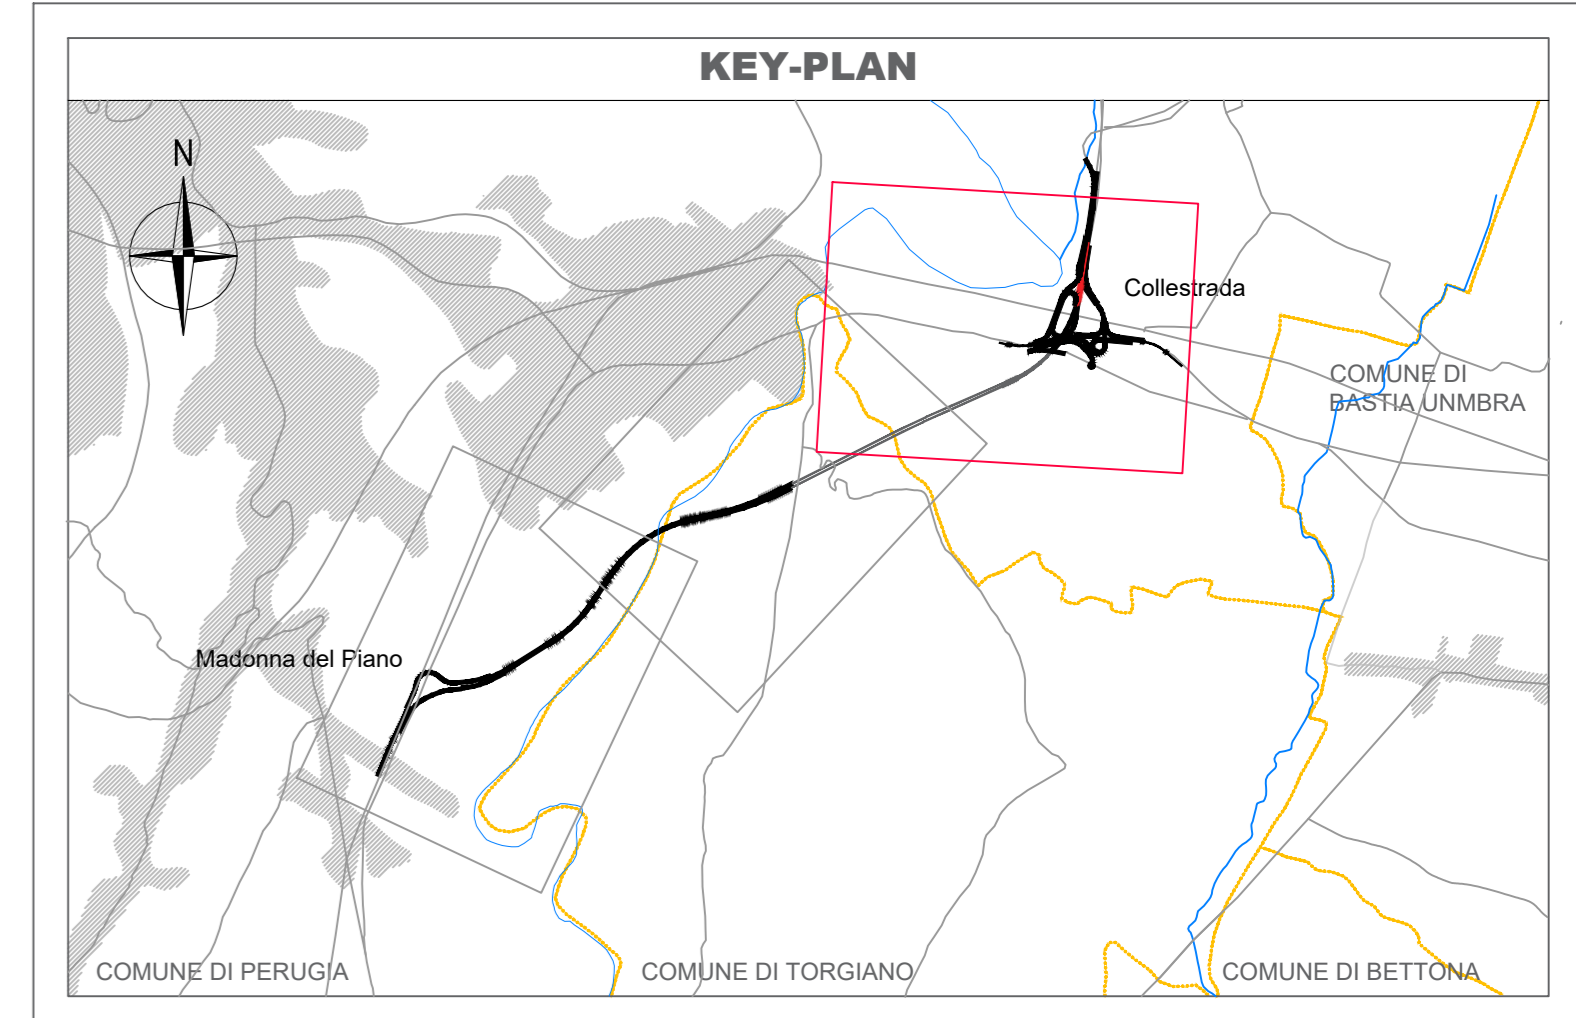 KEY-PLAN
N
Collestrada
COMUNE DI
BASTIA UNMBRA
Madonna del Piano
COMUNE DI PERUGIA
COMUNE DI TORGIANO
COMUNE DI BETTONA